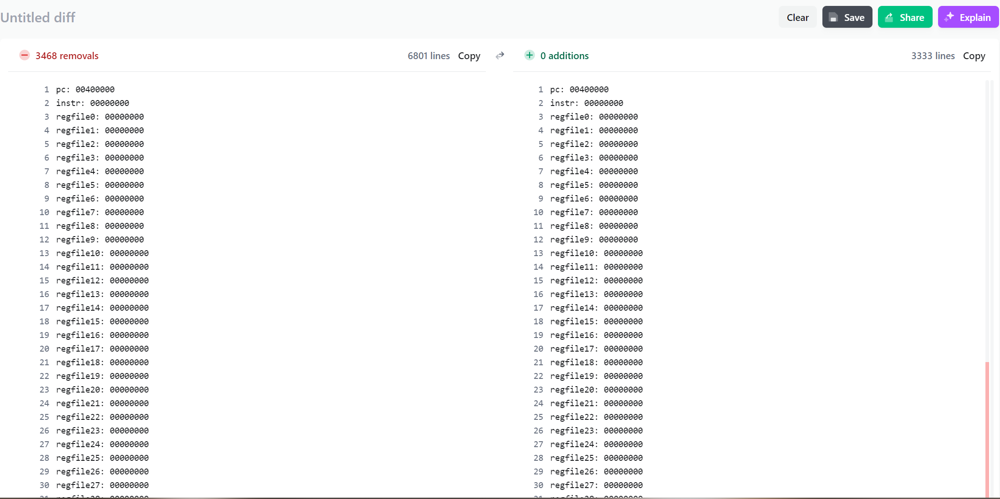 Untitled diff
Clear Save Share Explain
3468 removals 6801 lines Copy
0 additions 3333 lines Copy
1 pc: 00400000
2 instr: 00000000
3 regfile0: 00000000
4 regfile1: 00000000
5 regfile2: 00000000
6 regfile3: 00000000
7 regfile4: 00000000
8 regfile5: 00000000
9 regfile6: 00000000
10 regfile7: 00000000
11 regfile8: 00000000
12 regfile9: 00000000
13 regfile10: 00000000
14 regfile11: 00000000
15 regfile12: 00000000
16 regfile13: 00000000
17 regfile14: 00000000
18 regfile15: 00000000
19 regfile16: 00000000
20 regfile17: 00000000
21 regfile18: 00000000
22 regfile19: 00000000
23 regfile20: 00000000
24 regfile21: 00000000
25 regfile22: 00000000
26 regfile23: 00000000
27 regfile24: 00000000
28 regfile25: 00000000
29 regfile26: 00000000
30 regfile27: 00000000
1 pc: 00400000
2 instr: 00000000
3 regfile0: 00000000
4 regfile1: 00000000
5 regfile2: 00000000
6 regfile3: 00000000
7 regfile4: 00000000
8 regfile5: 00000000
9 regfile6: 00000000
10 regfile7: 00000000
11 regfile8: 00000000
12 regfile9: 00000000
13 regfile10: 00000000
14 regfile11: 00000000
15 regfile12: 00000000
16 regfile13: 00000000
17 regfile14: 00000000
18 regfile15: 00000000
19 regfile16: 00000000
20 regfile17: 00000000
21 regfile18: 00000000
22 regfile19: 00000000
23 regfile20: 00000000
24 regfile21: 00000000
25 regfile22: 00000000
26 regfile23: 00000000
27 regfile24: 00000000
28 regfile25: 00000000
29 regfile26: 00000000
30 regfile27: 00000000